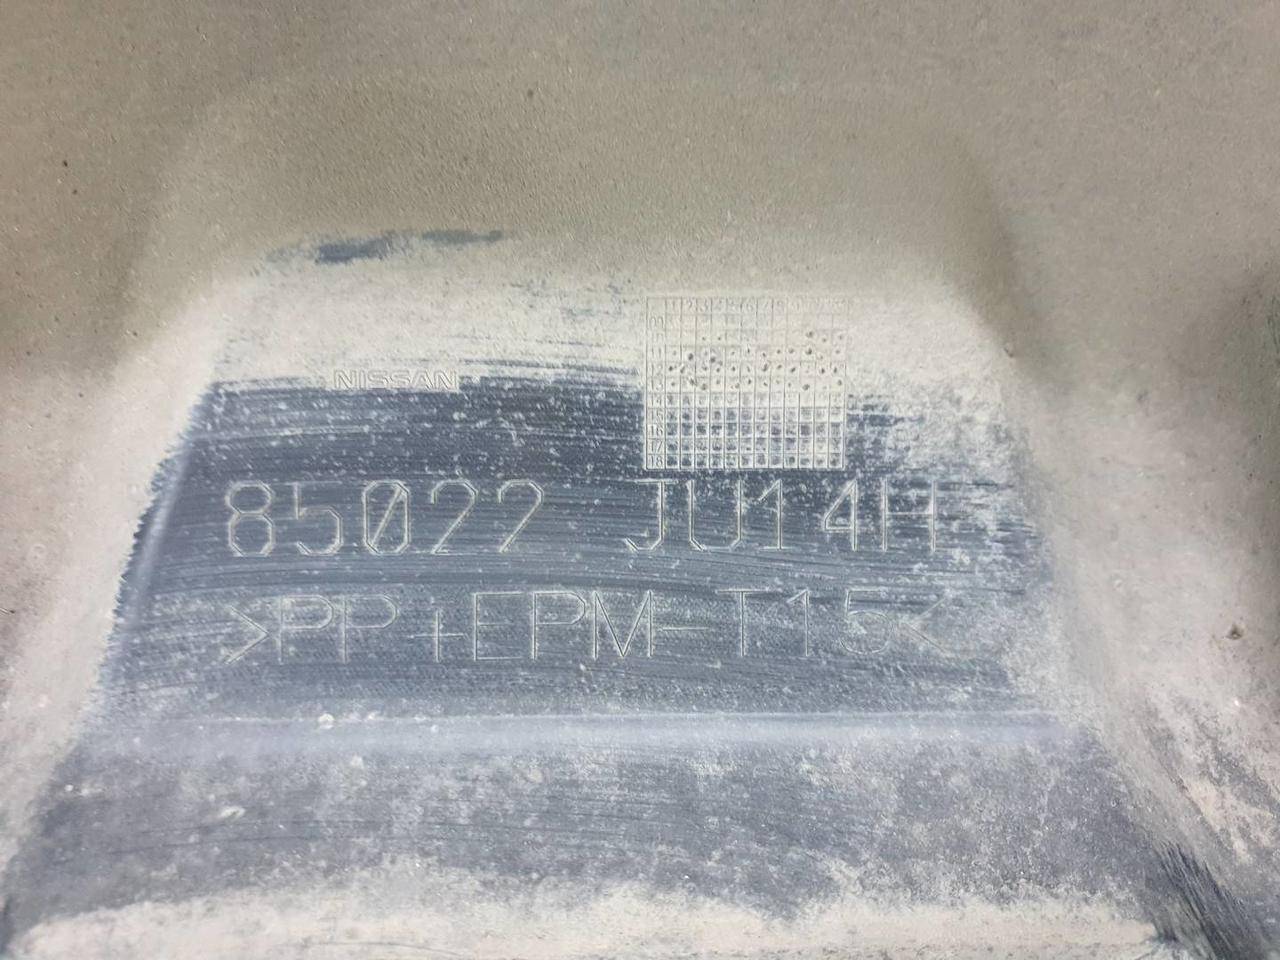 NISSAN
85022 JU14H
>PP+EPM-T15<